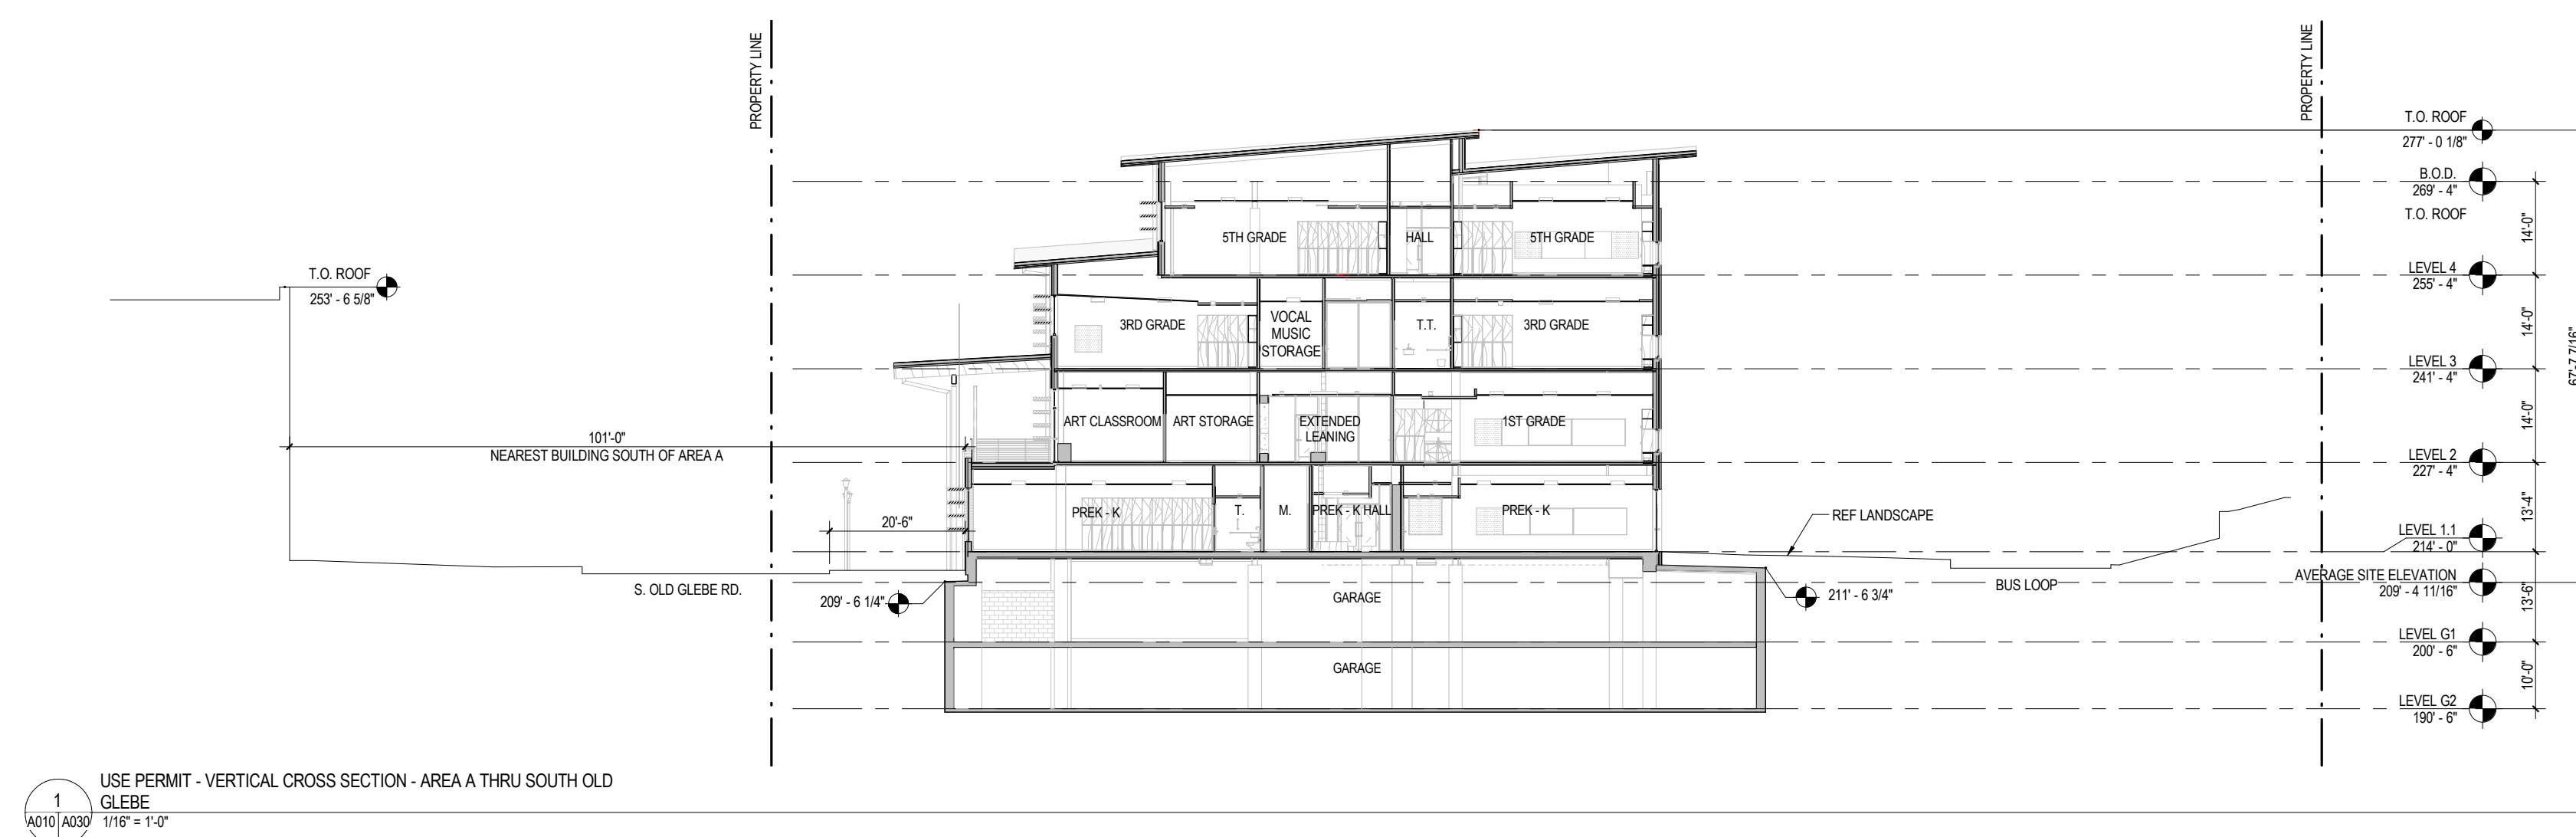 PROPERTY LINE
PROPERTY LINE
T.O. ROOF
277' - 0 1/8"
B.O.D.
269' - 4"
T.O. ROOF
14'-0"
5TH GRADE
HALL
5TH GRADE
T.O. ROOF
253' - 6 5/8"
LEVEL 4
255' - 4"
14'-0"
3RD GRADE
VOCAL
MUSIC
STORAGE
T.T.
3RD GRADE
67'-7 7/16"
LEVEL 3
241' - 4"
14'-0"
ART CLASSROOM
ART STORAGE
EXTENDED
LEANING
1ST GRADE
101'-0"
NEAREST BUILDING SOUTH OF AREA A
LEVEL 2
227' - 4"
13'-4"
PREK - K
T.
M.
PREK - K HALL
PREK - K
20'-6"
REF LANDSCAPE
LEVEL 1.1
214' - 0"
S. OLD GLEBE RD.
BUS LOOP
AVERAGE SITE ELEVATION
209' - 4 11/16"
13'-6"
209' - 6 1/4"
GARAGE
211' - 6 3/4"
LEVEL G1
200' - 6"
GARAGE
10'-0"
LEVEL G2
190' - 6"
USE PERMIT - VERTICAL CROSS SECTION - AREA A THRU SOUTH OLD
GLEBE
1
A010 A030
1/16" = 1'-0"